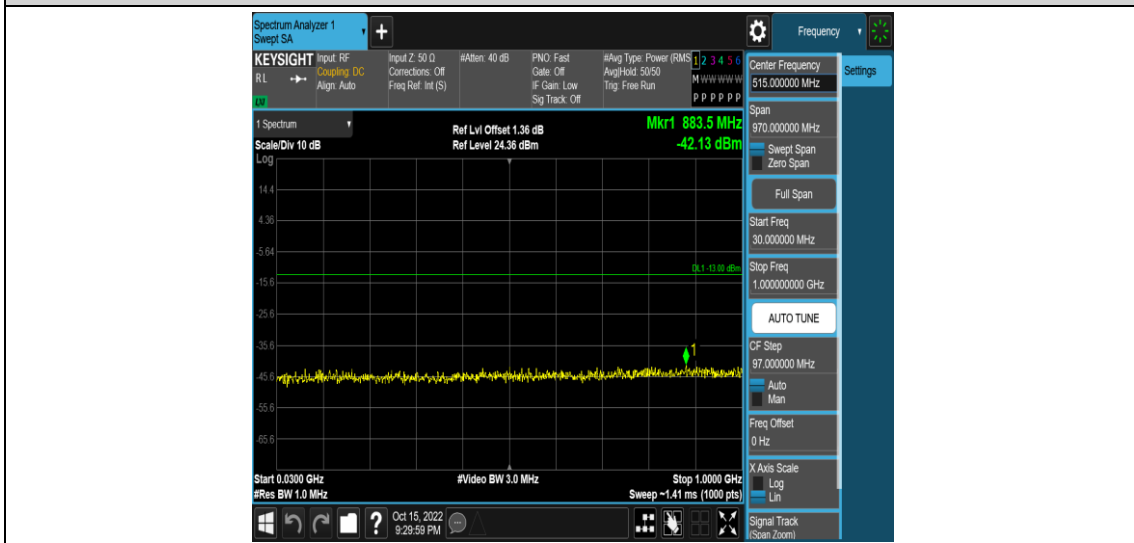 Spectrum Analyzer 1
Swept SA
+
Frequency
KEYSIGHT
RL
LXI
Input: RF
Coupling: DC
Align: Auto
Input Z: 50 Ω
Corrections: Off
Freq Ref: Int (S)
#Atten: 40 dB
PNO: Fast
Gate: Off
IF Gain: Low
Sig Track: Off
#Avg Type: Power (RMS
Avg|Hold: 50/50
Trig: Free Run
1 2 3 4 5 6
M W W W W W
P P P P P P
Center Frequency
515.000000 MHz
Settings
1 Spectrum
Scale/Div 10 dB
Ref Lvl Offset 1.36 dB
Ref Level 24.36 dBm
Mkr1 883.5 MHz
-42.13 dBm
Span
970.000000 MHz
Swept Span
Zero Span
Full Span
Start Freq
30.000000 MHz
Stop Freq
1.000000000 GHz
AUTO TUNE
CF Step
97.000000 MHz
Auto
Man
Freq Offset
0 Hz
X Axis Scale
Log
Lin
Signal Track
(Span Zoom)
Log
14.4
4.36
-5.64
DL1 -13.00 dBm
-15.6
-25.6
-35.6
1
-45.6
-55.6
-65.6
Start 0.0300 GHz
#Video BW 3.0 MHz
Stop 1.0000 GHz
#Res BW 1.0 MHz
Sweep ~1.41 ms (1000 pts)
?
Oct 15, 2022
9:29:59 PM